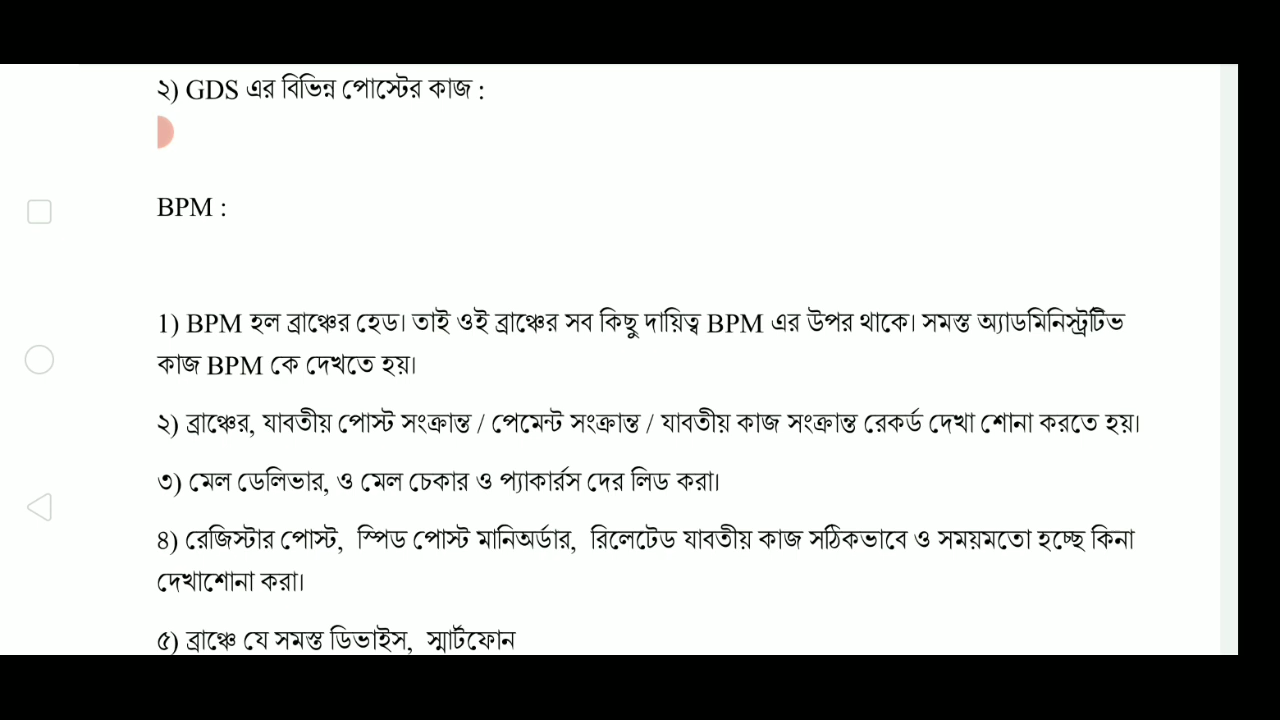 ২) GDS এর বিভিন্ন পোস্টের কাজ :
BPM :
1) BPM হল ব্রাঞ্চের হেড। তাই ওই ব্রাঞ্চের সব কিছু দায়িত্ব BPM এর উপর থাকে। সমস্ত অ্যাডমিনিস্ট্রটিভ
কাজ BPM কে দেখতে হয়।
২) ব্রাঞ্চের, যাবতীয় পোস্ট সংক্রান্ত / পেমেন্ট সংক্রান্ত / যাবতীয় কাজ সংক্রান্ত রেকর্ড দেখা শোনা করতে হয়।
৩) মেল ডেলিভার, ও মেল চেকার ও প্যাকার্রস দের লিড করা।
৪) রেজিস্টার পোস্ট, স্পিড পোস্ট মানিঅর্ডার, রিলেটেড যাবতীয় কাজ সঠিকভাবে ও সময়মতো হচ্ছে কিনা
দেখাশোনা করা।
৫) ব্রাঞ্চে যে সমস্ত ডিভাইস, স্মার্টফোন